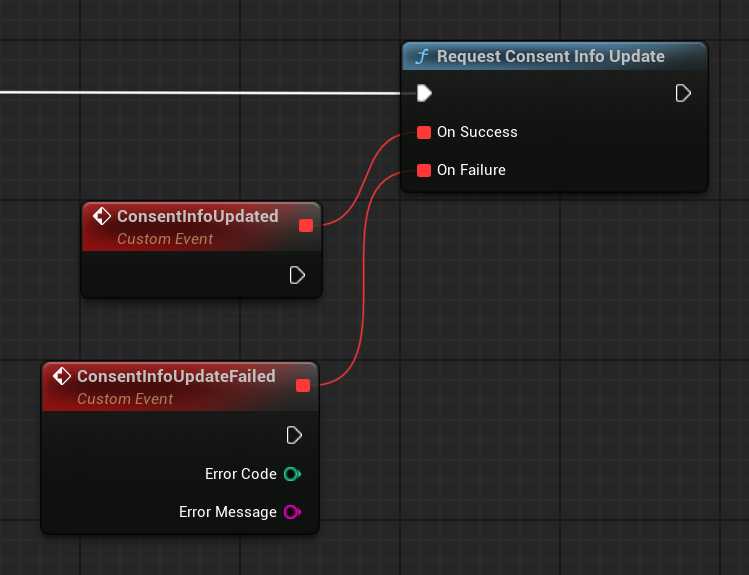 Request Consent Info Update
On Success
On Failure
ConsentInfoUpdated
Custom Event
ConsentInfoUpdateFailed
Custom Event
Error Code
Error Message